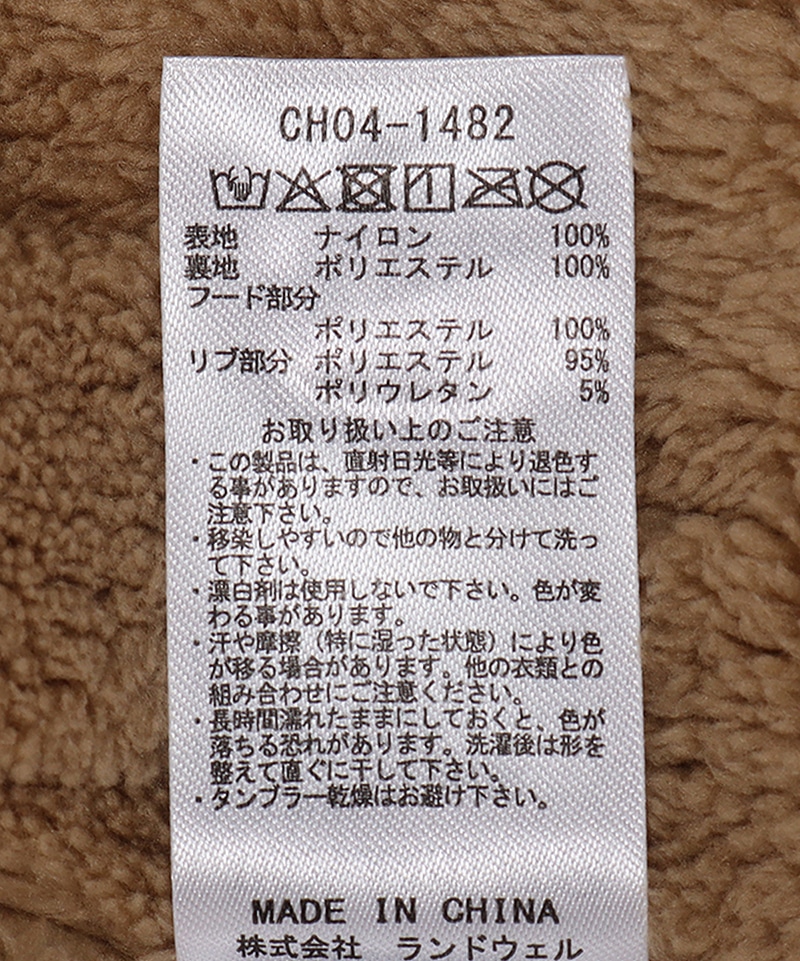 CH04-1482
表地 ナイロン 100%
裏地 ポリエステル 100%
フード部分
ポリエステル 100%
リブ部分 ポリエステル 95%
ポリウレタン 5%
お取り扱い上のご注意
・この製品は、直射日光等により退色す
る事がありますので、お取扱いにはご
注意下さい。
・移染しやすいので他の物と分けて洗っ
て下さい。
・漂白剤は使用しないで下さい。色が変
わる事があります。
・汗や摩擦（特に湿った状態）により色
が移る場合があります。他の衣類との
組み合わせにご注意ください。
・長時間濡れたままにしておくと、色が
落ちる恐れがあります。洗濯後は形を
整えて直ぐに干して下さい。
・タンブラー乾燥はお避け下さい。
MADE IN CHINA
株式会社 ランドウェル